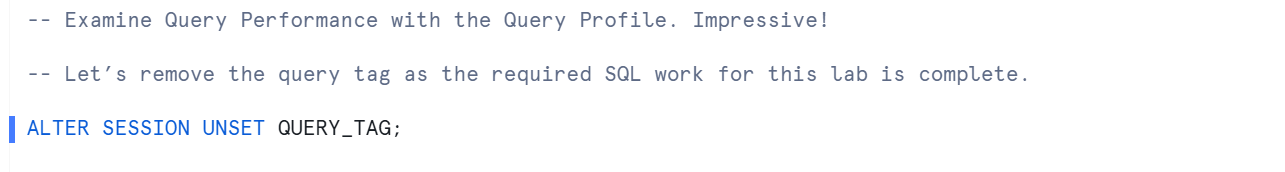 -- Examine Query Performance with the Query Profile. Impressive!
-- Let’s remove the query tag as the required SQL work for this lab is complete.
ALTER SESSION UNSET QUERY_TAG;